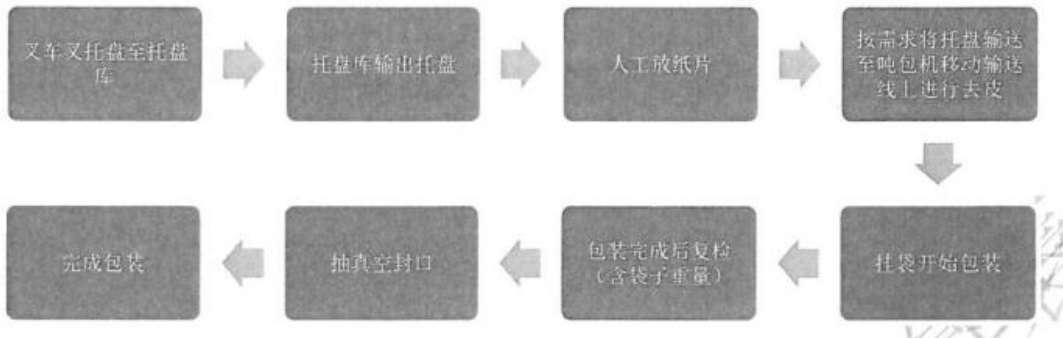 叉车叉托盘至托盘
库
托盘库输出托盘
人工放纸片
按需求将托盘输送
至吨包机移动输送
线上进行去皮
挂袋开始包装
包装完成后复检
（含袋子重量）
抽真空封口
完成包装